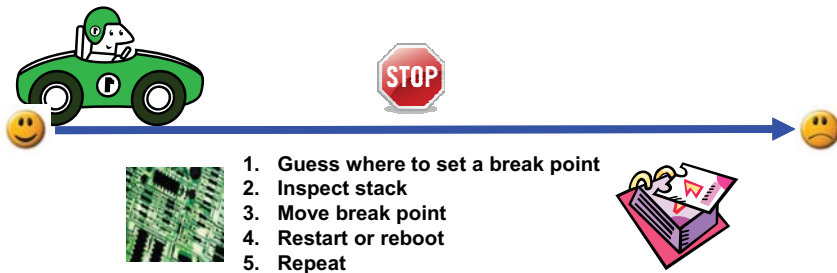 STOP
1. Guess where to set a break point
2. Inspect stack
3. Move break point
4. Restart or reboot
5. Repeat